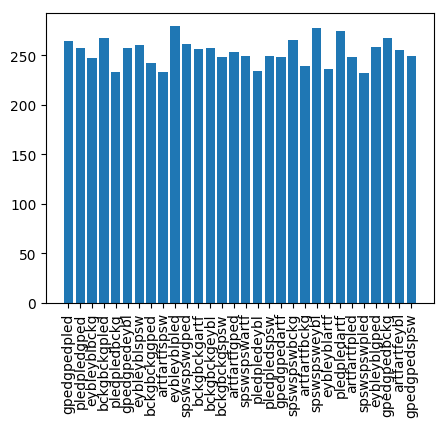 250
200
150
100
50
0
gpedgpedpled
pledpledgped
eybleyblbckg
bckgbckgpled
pledpledbckg
gpedgpedeybl
eybleyblspsw
bckgbckggped
artfartfspsw
eybleyblpled
spswspswgped
bckgbckgartf
bckgbckgeybl
bckgbckgspsw
artfartfgped
spswspswartf
pledpledeybl
pledpledspsw
gpedgpedartf
spswspswbckg
artfartfbckg
spswspsweybl
eybleyblartf
pledpledartf
artfartfpled
spswspswpled
eybleyblgped
gpedgpedbckg
artfartfeybl
gpedgpedspsw